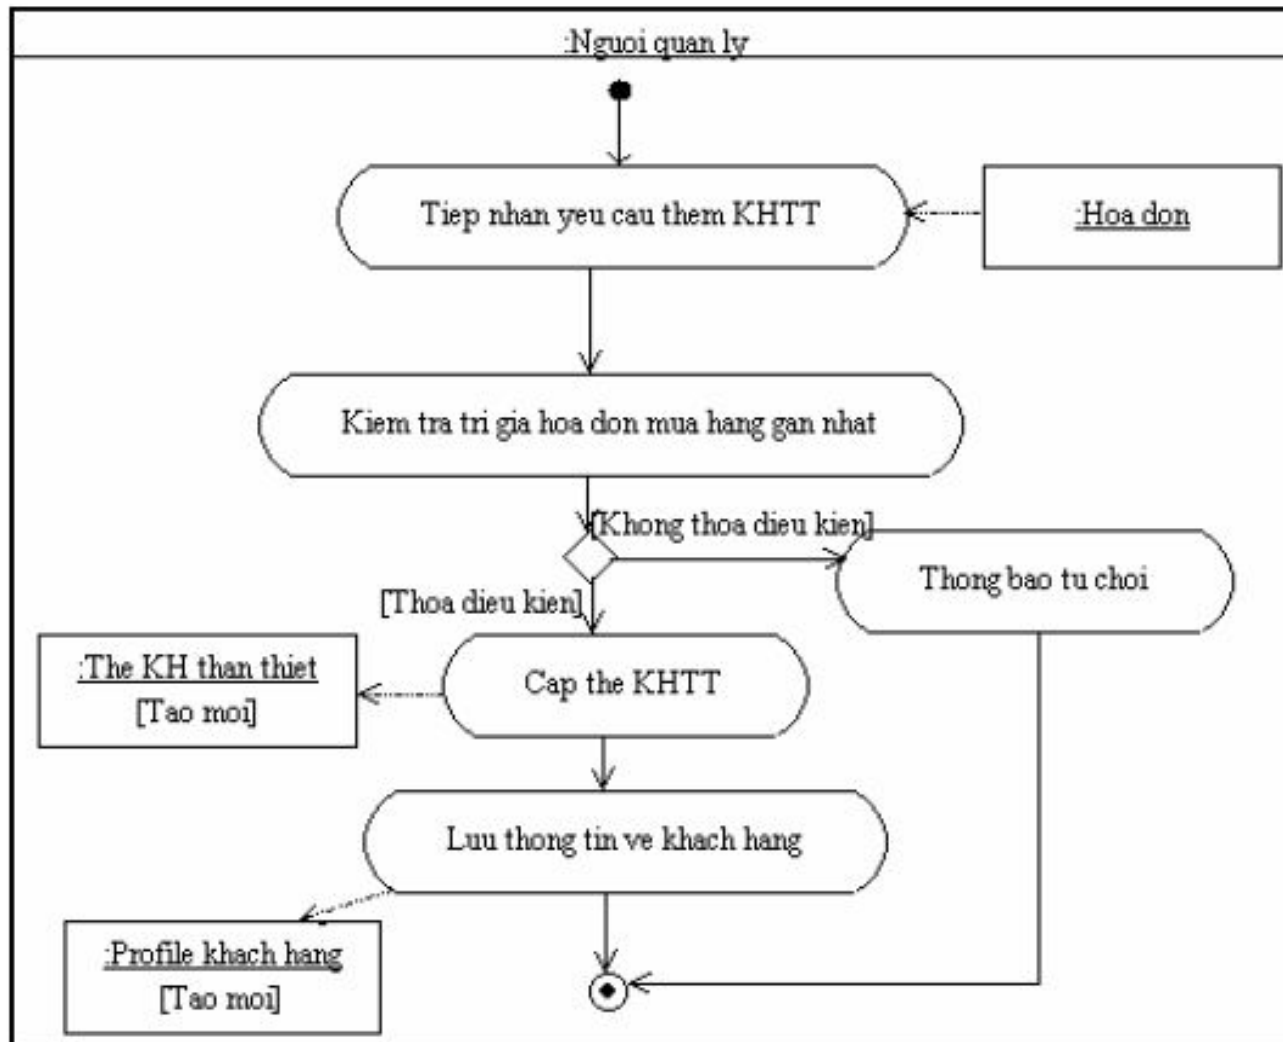 :Nguoi quan ly
Tiep nhan yeu cau them KHTT
:Hoa don
Kiem tra tri gia hoa don mua hang gan nhat
[Khong thoa dieu kien]
Thong bao tu choi
[Thoa dieu kien]
:The KH than thiet
[Tao moi]
Cap the KHTT
Luu thong tin ve khach hang
:Profile khach hang
[Tao moi]